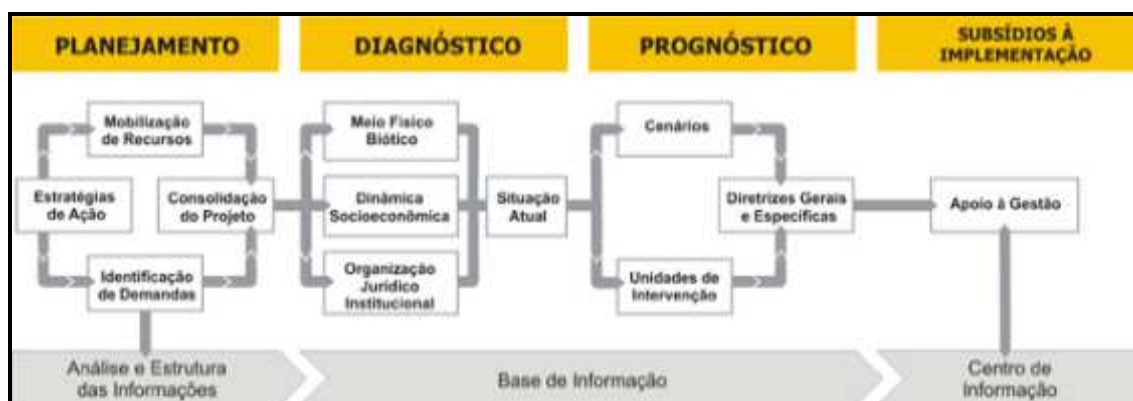 PLANEJAMENTO
DIAGNÓSTICO
PROGNÓSTICO
SUBSÍDIOS À
IMPLEMENTAÇÃO
Mobilização
de Recursos
Estratégias
de Ação
Consolidação
do Projeto
Identificação
de Demandas
Meio Físico
Biótico
Dinâmica
Socioeconômica
Organização
Jurídico
Institucional
Situação
Atual
Cenários
Unidades de
Intervenção
Diretrizes Gerais
e Específicas
Apoio à Gestão
Análise e Estrutura
das Informações
Base de Informação
Centro de
Informação